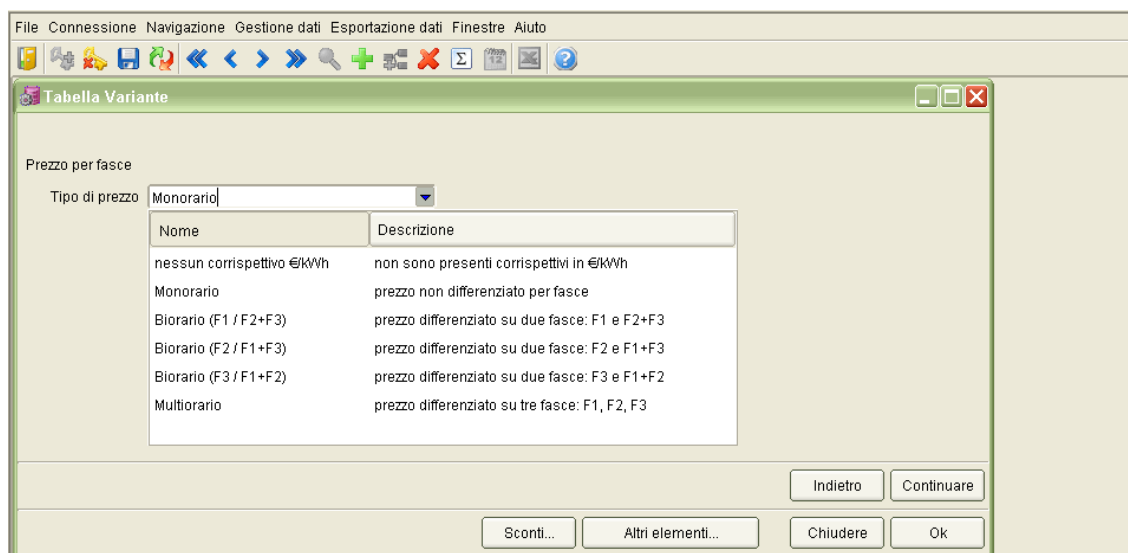 File Connessione Navigazione Gestione dati Esportazione dati Finestre Aiuto
Σ
12
?
Tabella Variante
Prezzo per fasce
Tipo di prezzo Monorario
Nome Descrizione
nessun corrispettivo €/kWh non sono presenti corrispettivi in €/kWh
Monorario prezzo non differenziato per fasce
Biorario (F1 / F2+F3) prezzo differenziato su due fasce: F1 e F2+F3
Biorario (F2 / F1+F3) prezzo differenziato su due fasce: F2 e F1+F3
Biorario (F3 / F1+F2) prezzo differenziato su due fasce: F3 e F1+F2
Multiorario prezzo differenziato su tre fasce: F1, F2, F3
Indietro Continuare
Sconti... Altri elementi... Chiudere Ok